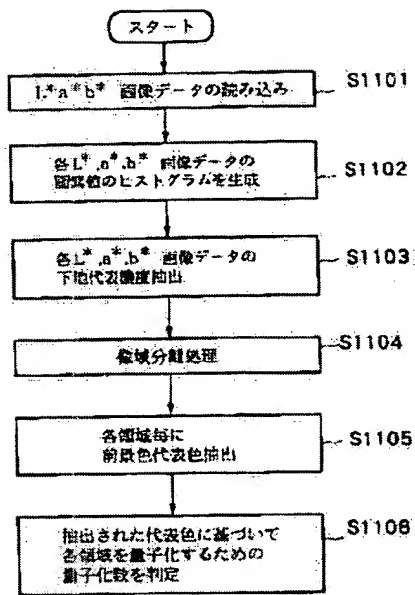 スタート
L*a*b* 画像データの読み込み
S1101
各L*,a*,b* 画像データの
画素値のヒストグラムを生成
S1102
各L*,a*,b* 画像データの
下地代表濃度抽出
S1103
像域分離処理
S1104
各領域毎に
前景色代表色抽出
S1105
抽出された代表色に基づいて
各領域を量子化するための
量子化数を判定
S1106